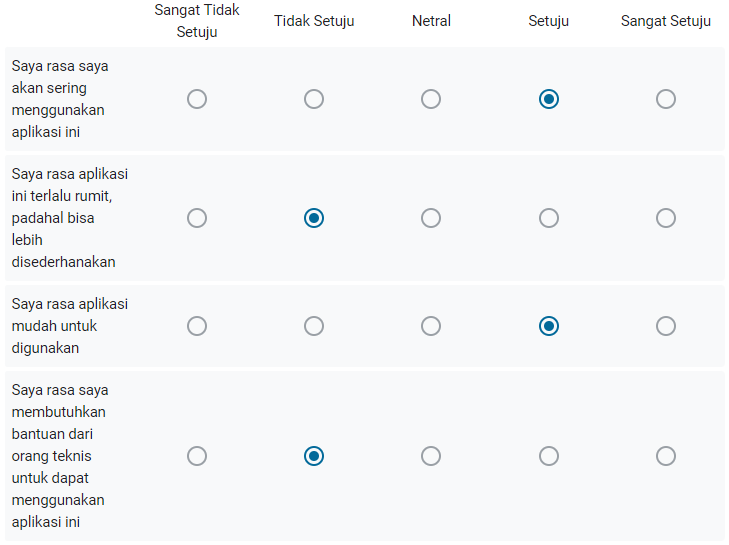 Sangat Tidak
Setuju
Tidak Setuju
Netral
Setuju
Sangat Setuju
Saya rasa saya
akan sering
menggunakan
aplikasi ini
Saya rasa aplikasi
ini terlalu rumit,
padahal bisa
lebih
disederhanakan
Saya rasa aplikasi
mudah untuk
digunakan
Saya rasa saya
membutuhkan
bantuan dari
orang teknis
untuk dapat
menggunakan
aplikasi ini